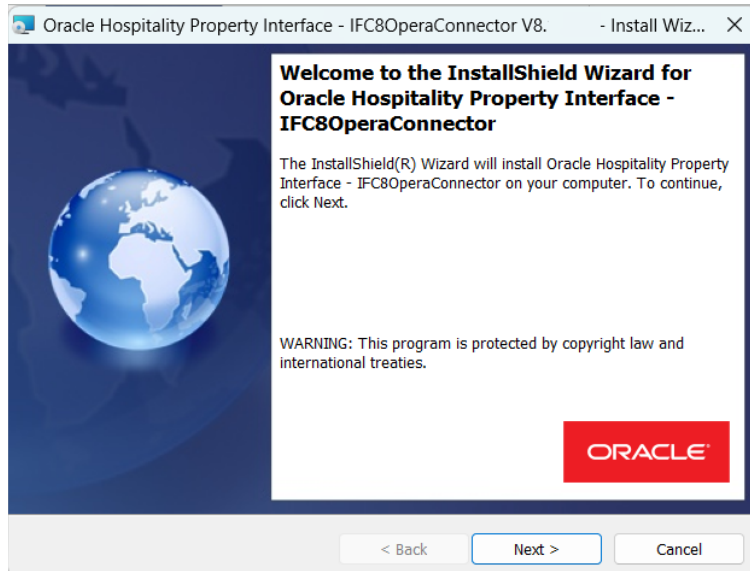 Oracle Hospitality Property Interface - IFC8OperaConnector V8. - Install Wiz...
Welcome to the InstallShield Wizard for
Oracle Hospitality Property Interface -
IFC8OperaConnector
The InstallShield(R) Wizard will install Oracle Hospitality Property
Interface - IFC8OperaConnector on your computer. To continue,
click Next.
WARNING: This program is protected by copyright law and
international treaties.
ORACLE
< Back
Next >
Cancel